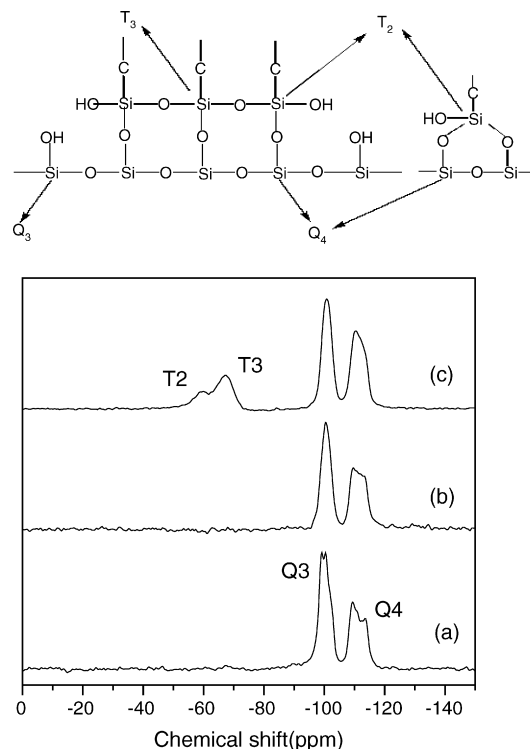 T3
T2
C C C
C
HO Si O Si O Si OH
HO Si
O O O
O O
OH OH
Si O Si O Si O Si O Si
Si O Si
Q3
Q4
T2 T3
(c)
(b)
Q3
Q4
(a)
0 -20 -40 -60 -80 -100 -120 -140
Chemical shift(ppm)